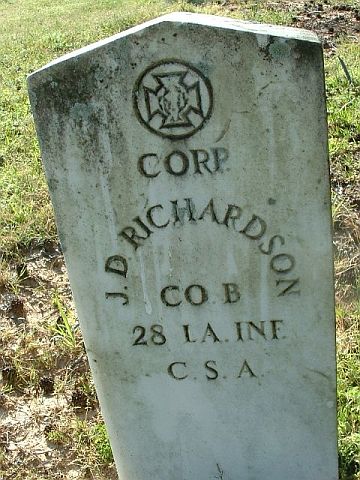 CORP.
J. D. RICHARDSON
CO. B
28 LA. INF.
C. S. A.